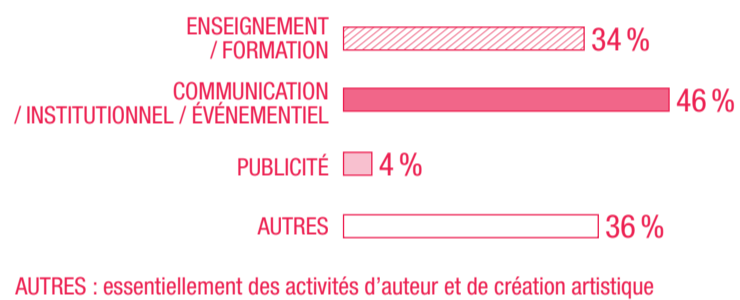 ENSEIGNEMENT
/ FORMATION
34 %
COMMUNICATION
/ INSTITUTIONNEL / ÉVÉNEMENTIEL
46 %
PUBLICITÉ
4 %
AUTRES
36 %
AUTRES : essentiellement des activités d’auteur et de création artistique